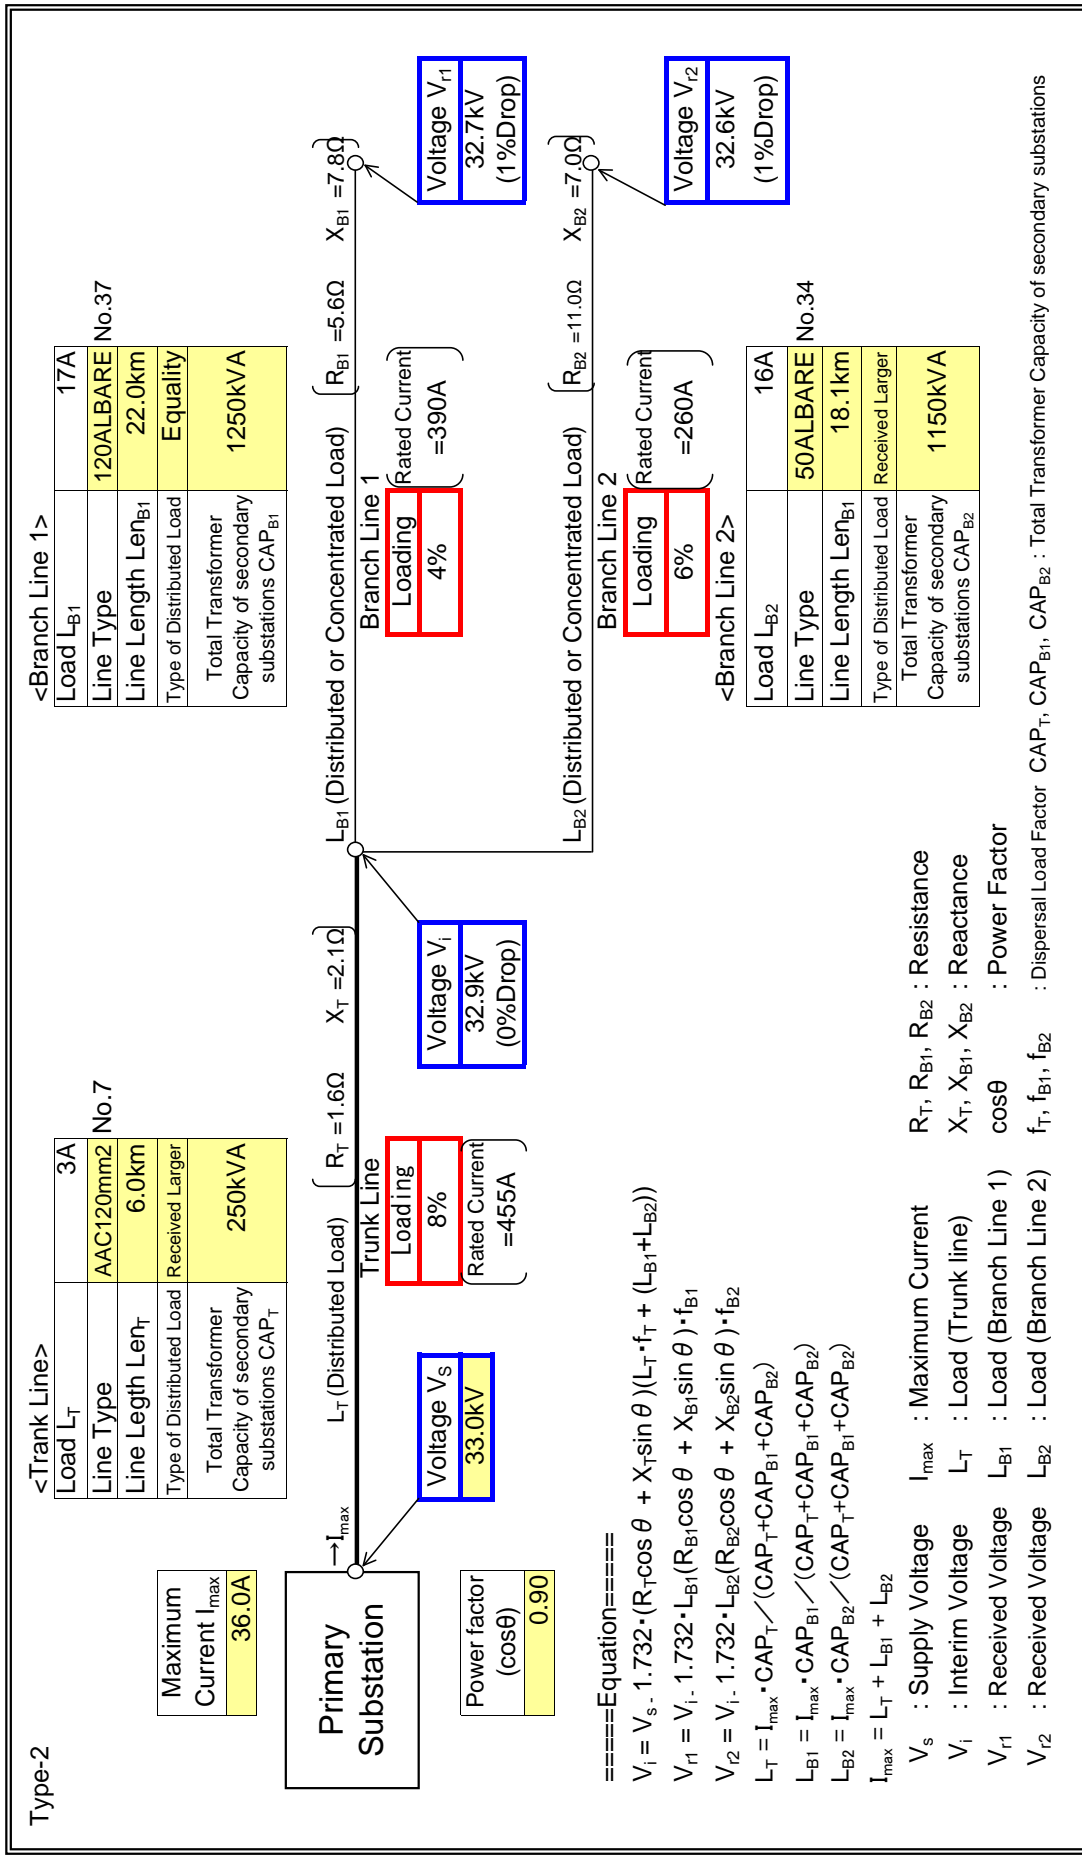 Type-2
Maximum
Current Imax
36.0A
<Trank Line>
Load LT 3A
Line Type AAC120mm2 No.7
Line Legth LenT 6.0km
Type of Distributed Load Received Larger
Total Transformer
Capacity of secondary
substations CAPT
250kVA
<Branch Line 1>
Load LB1 17A
Line Type 120ALBARE No.37
Line Length LenB1 22.0km
Type of Distributed Load Equality
Total Transformer
Capacity of secondary
substations CAPB1
1250kVA
Primary
Substation
→Imax
LT (Distributed Load)
RT =1.6Ω XT =2.1Ω
LB1 (Distributed or Concentrated Load)
RB1 =5.6Ω XB1 =7.8Ω
Trunk Line
Loading
8%
Rated Current
=455A
Branch Line 1
Loading
4%
Rated Current
=390A
Voltage VS
33.0kV
Voltage Vi
32.9kV
(0%Drop)
Voltage Vr1
32.7kV
(1%Drop)
Power factor
(cosθ)
0.90
LB2 (Distributed or Concentrated Load)
RB2 =11.0Ω XB2 =7.0Ω
Branch Line 2
Loading
6%
Rated Current
=260A
Voltage Vr2
32.6kV
(1%Drop)
<Branch Line 2>
Load LB2 16A
Line Type 50ALBARE No.34
Line Length LenB1 18.1km
Type of Distributed Load Received Larger
Total Transformer
Capacity of secondary
substations CAPB2
1150kVA
=====Equation======
Vi = Vs - 1.732・(RTcos θ + XTsin θ )(LT・fT + (LB1+LB2))
Vr1 = Vi - 1.732・LB1(RB1cos θ + XB1sin θ )・fB1
Vr2 = Vi - 1.732・LB2(RB2cos θ + XB2sin θ )・fB2
LT = Imax・CAPT／(CAPT+CAPB1+CAPB2)
LB1 = Imax・CAPB1／(CAPT+CAPB1+CAPB2)
LB2 = Imax・CAPB2／(CAPT+CAPB1+CAPB2)
Imax = LT + LB1 + LB2
Vs : Supply Voltage Imax : Maximum Current RT, RB1, RB2 : Resistance
Vi : Interim Voltage LT : Load (Trunk line) XT, XB1, XB2 : Reactance
Vr1 : Received Voltage LB1 : Load (Branch Line 1) cosθ : Power Factor
Vr2 : Received Voltage LB2 : Load (Branch Line 2) fT, fB1, fB2 : Dispersal Load Factor CAPT, CAPB1, CAPB2 : Total Transformer Capacity of secondary substations